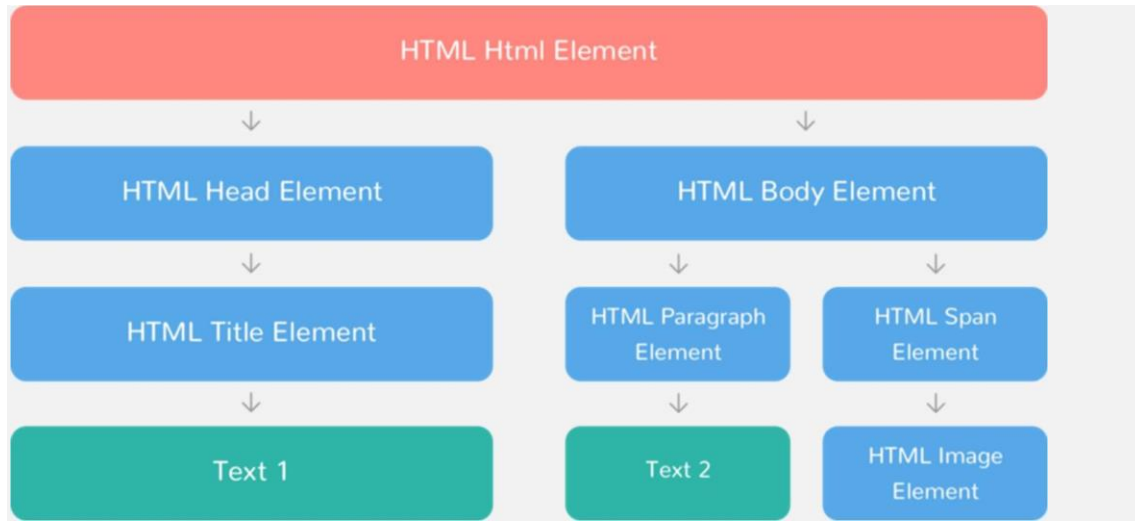 HTML Html Element
HTML Head Element
HTML Body Element
HTML Title Element
HTML Paragraph
Element
HTML Span
Element
Text 1
Text 2
HTML Image
Element